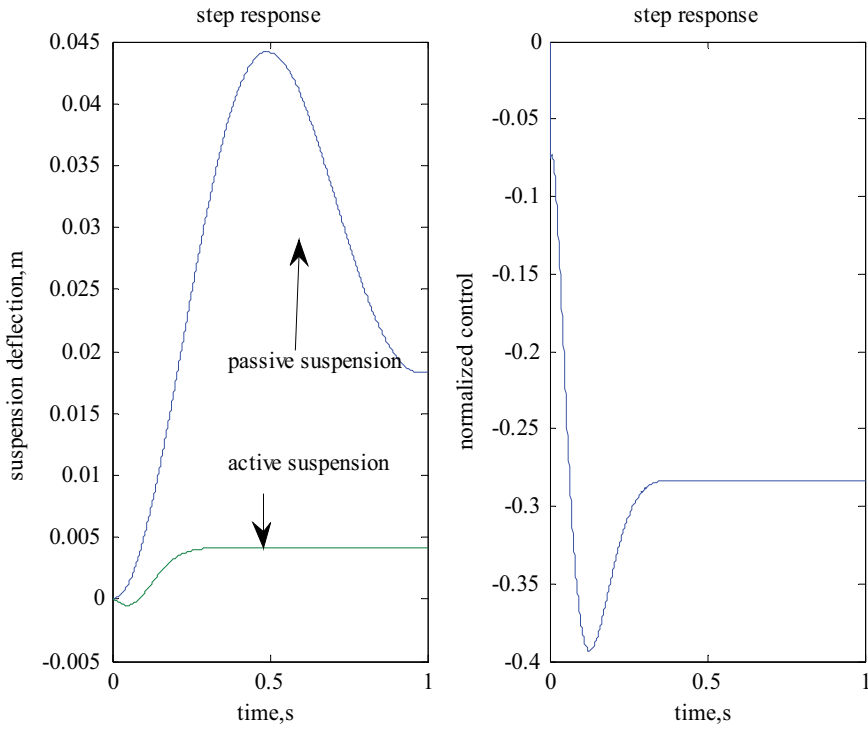 step response
0.045
0.04
0.035
0.03
0.025
0.02
0.015
0.01
0.005
0
-0.005
suspension deflection,m
passive suspension
active suspension
0 0.5 1
time,s
step response
0
-0.05
-0.1
-0.15
-0.2
-0.25
-0.3
-0.35
-0.4
normalized control
0 0.5 1
time,s